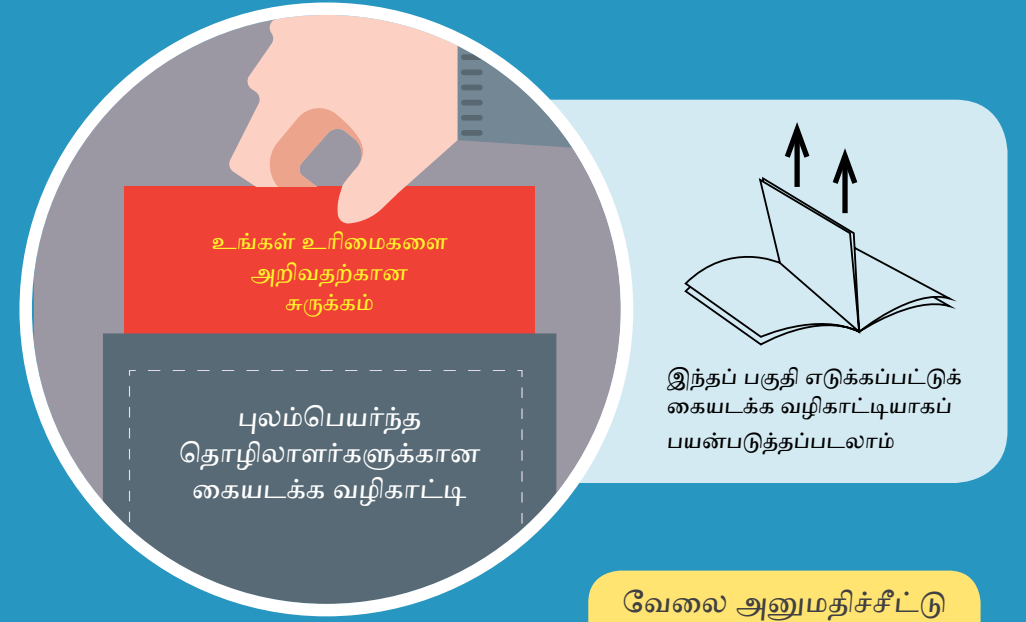 உங்கள் உரிமைகளை
அறிவதற்கான
சுருக்கம்
புலம்பெயர்ந்த
தொழிலாளர்களுக்கான
கையடக்க வழிகாட்டி
இந்தப் பகுதி எடுக்கப்பட்டுக்
கையடக்க வழிகாட்டியாகப்
பயன்படுத்தப்படலாம்
வேலை அனுமதிச்சீட்டு